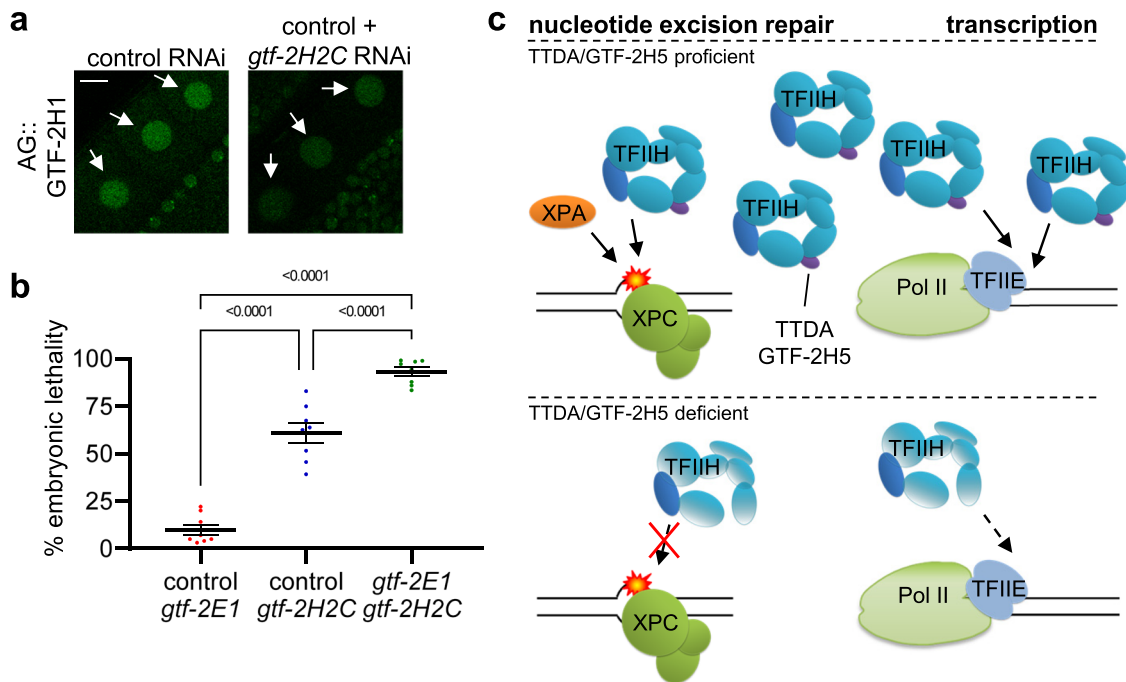 a
control RNAi
control +
gtf-2H2C RNAi
AG::
GTF-2H1
b
<0.0001
<0.0001
<0.0001
% embryonic lethality
100
75
50
25
0
control
gtf-2E1
control
gtf-2H2C
gtf-2E1
gtf-2H2C
c
nucleotide excision repair
transcription
TTDA/GTF-2H5 proficient
TFIIH
TFIIH
TFIIH
TFIIH
TFIIH
XPA
XPC
Pol II
TFIIE
TTDA
GTF-2H5
TTDA/GTF-2H5 deficient
TFIIH
TFIIH
XPC
Pol II
TFIIE